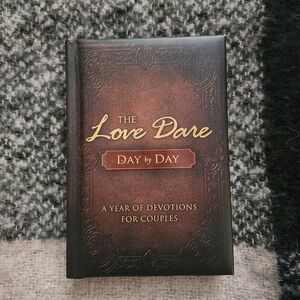 THE
Love Dare
DAY by DAY
A YEAR OF DEVOTIONS
FOR COUPLES